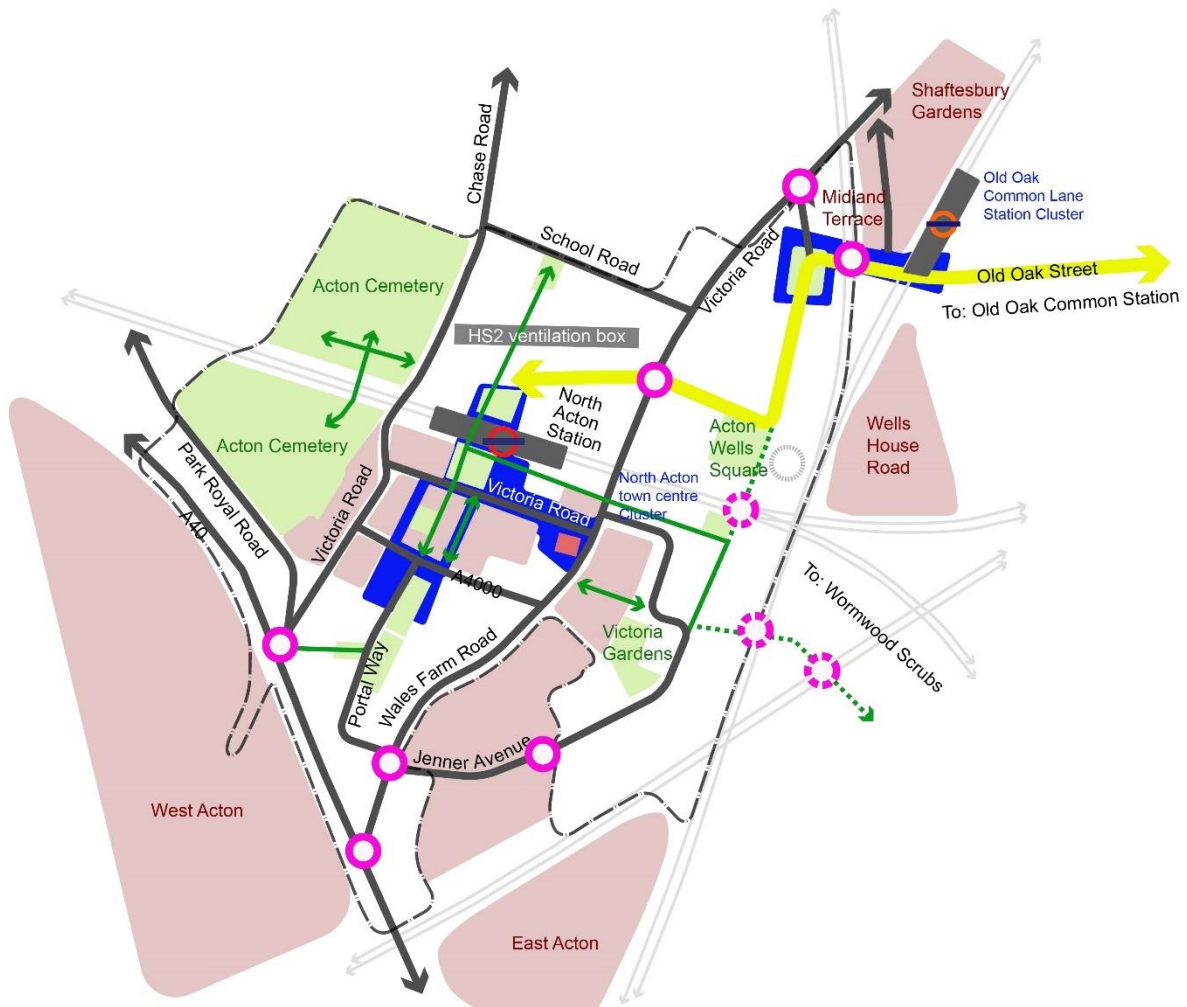 Shaftesbury
Gardens
Chase Road
Old Oak
Common Lane
Station Cluster
Midland
Terrace
School Road
Victoria Road
Old Oak Street
To: Old Oak Common Station
Acton Cemetery
HS2 ventilation box
North
Acton
Station
Acton
Wells
Square
Wells
House
Road
Acton Cemetery
Park Royal Road
A40
Victoria Road
Victoria Road
North Acton
town centre
Cluster
A4000
To: Wormwood Scrubs
Victoria
Gardens
Portal Way
Wales Farm Road
Jenner Avenue
West Acton
East Acton